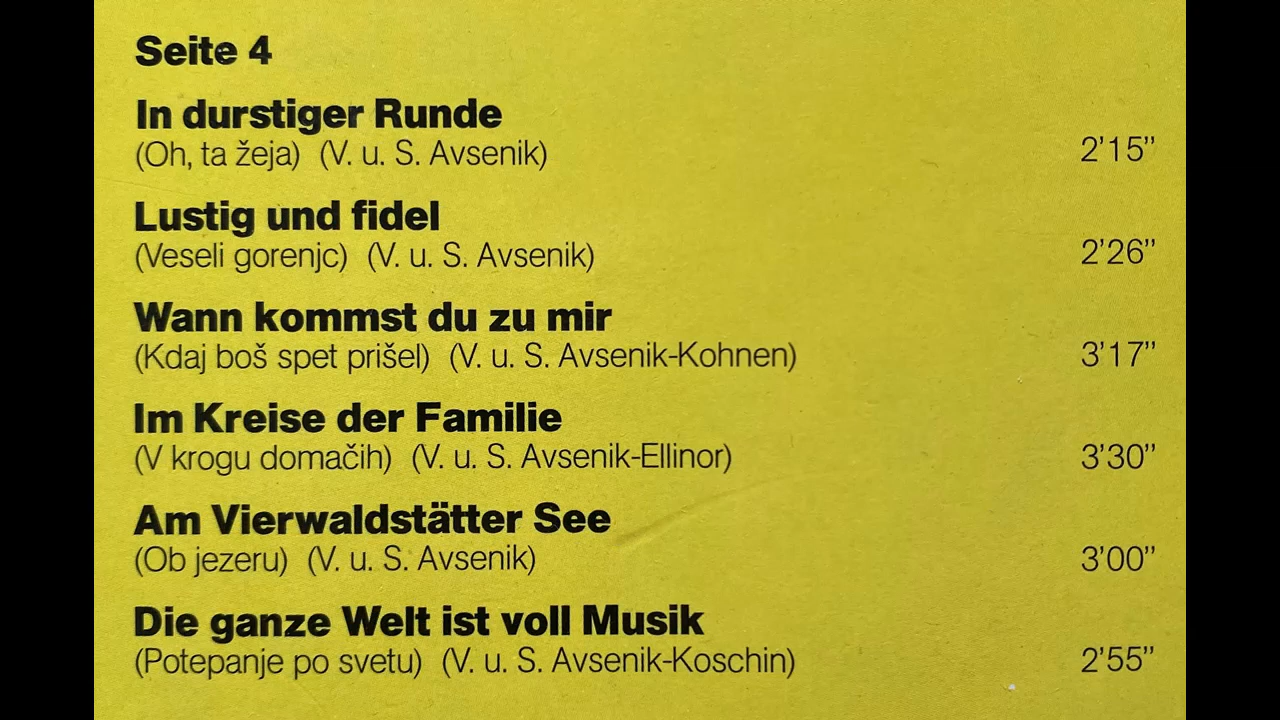 Seite 4
In durstiger Runde
(Oh, ta žeja) (V. u. S. Avsenik) 2’15”
Lustig und fidel
(Veseli gorenjc) (V. u. S. Avsenik) 2’26”
Wann kommst du zu mir
(Kdaj boš spet prišel) (V. u. S. Avsenik-Kohnen) 3’17”
Im Kreise der Familie
(V krogu domačih) (V. u. S. Avsenik-Ellinor) 3’30”
Am Vierwaldstätter See
(Ob jezeru) (V. u. S. Avsenik) 3’00”
Die ganze Welt ist voll Musik
(Potepanje po svetu) (V. u. S. Avsenik-Koschin) 2’55”